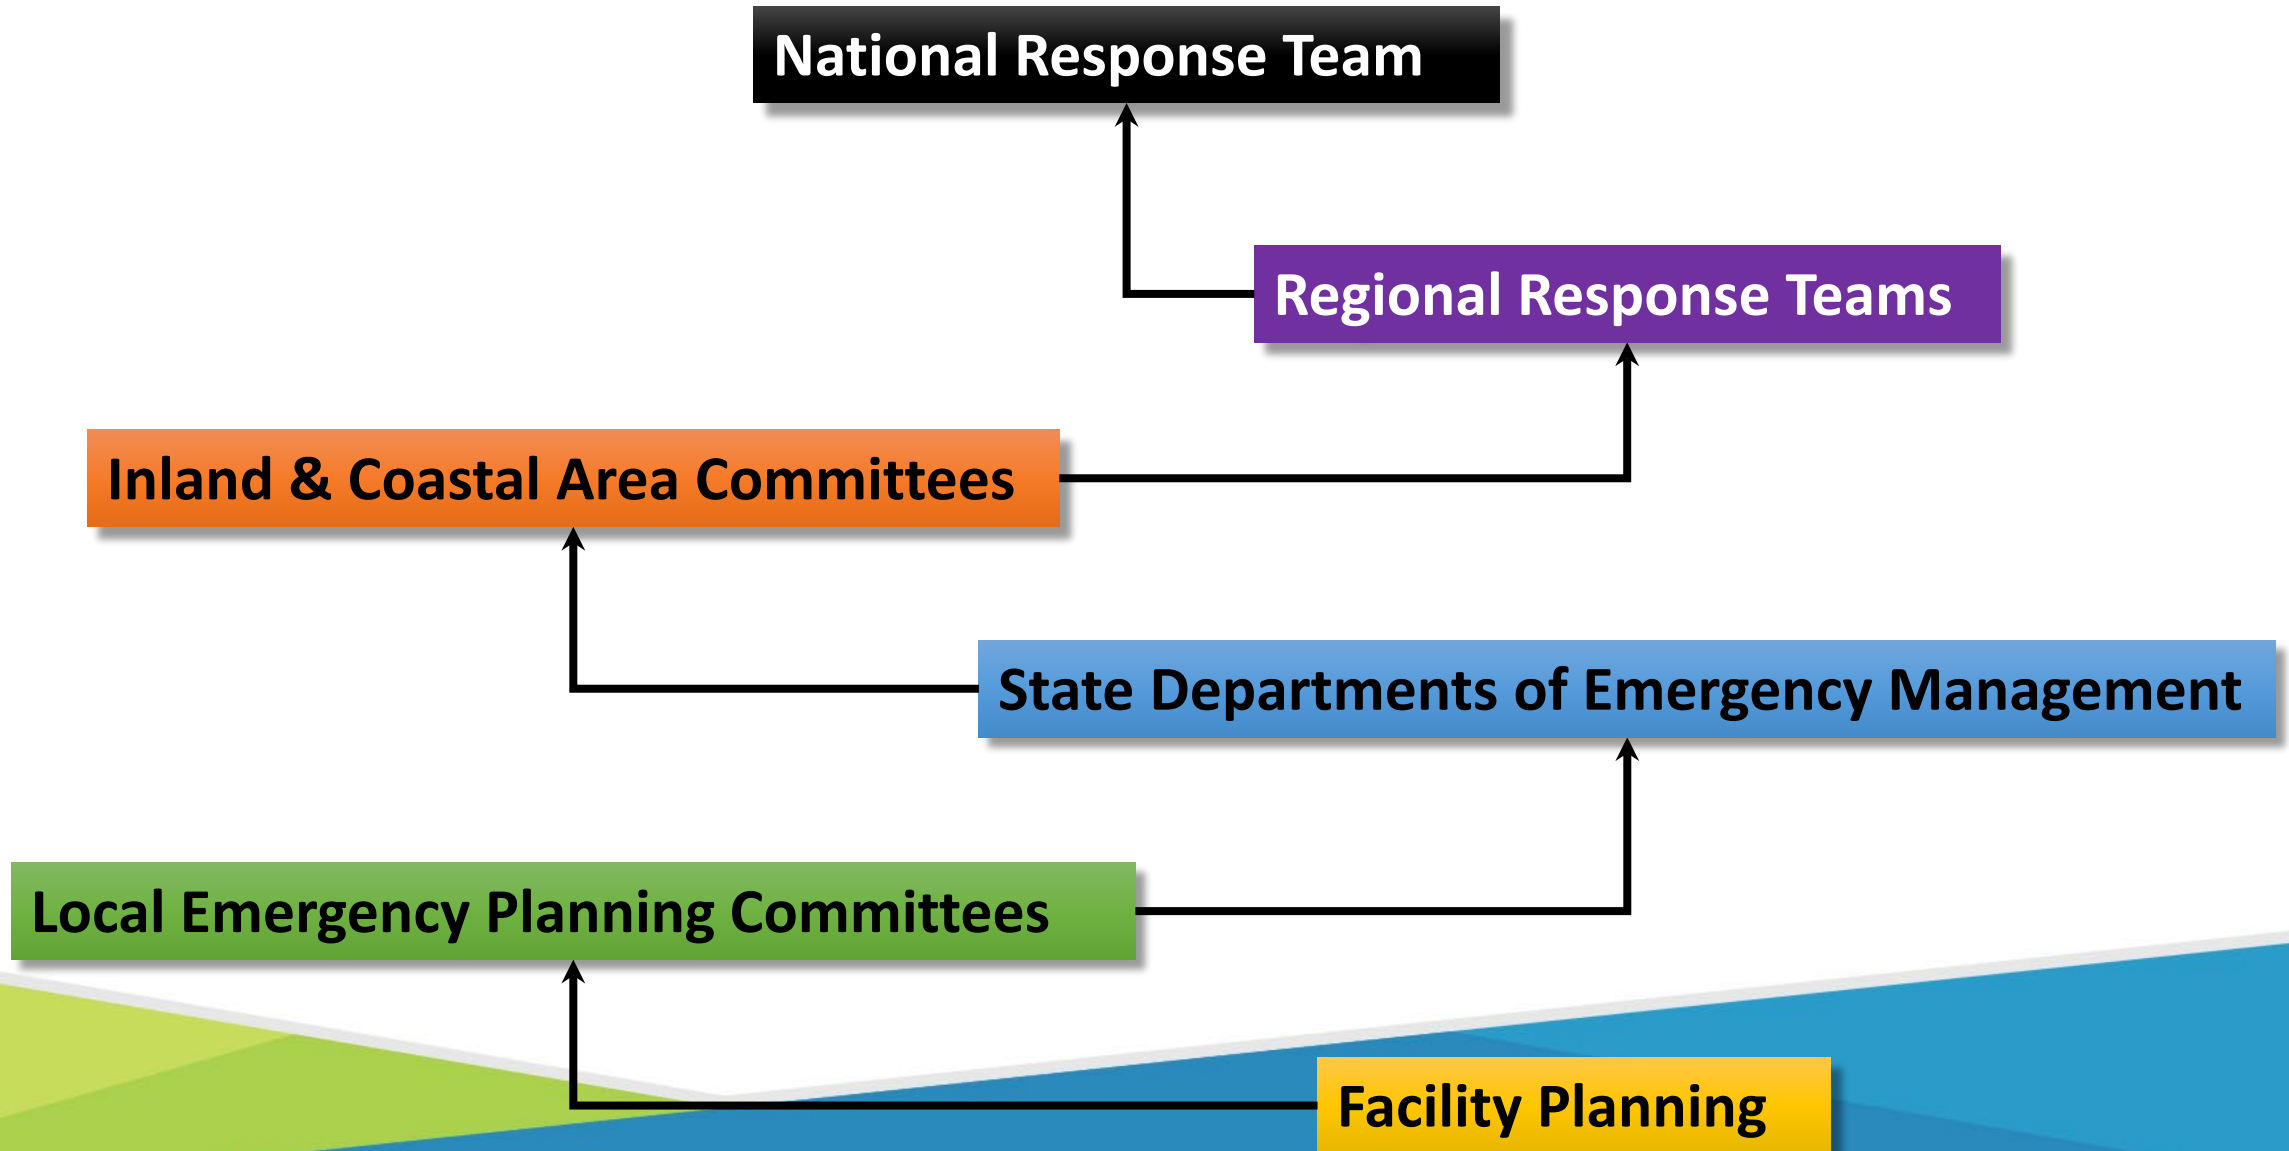 National Response Team
Regional Response Teams
Inland & Coastal Area Committees
State Departments of Emergency Management
Local Emergency Planning Committees
Facility Planning